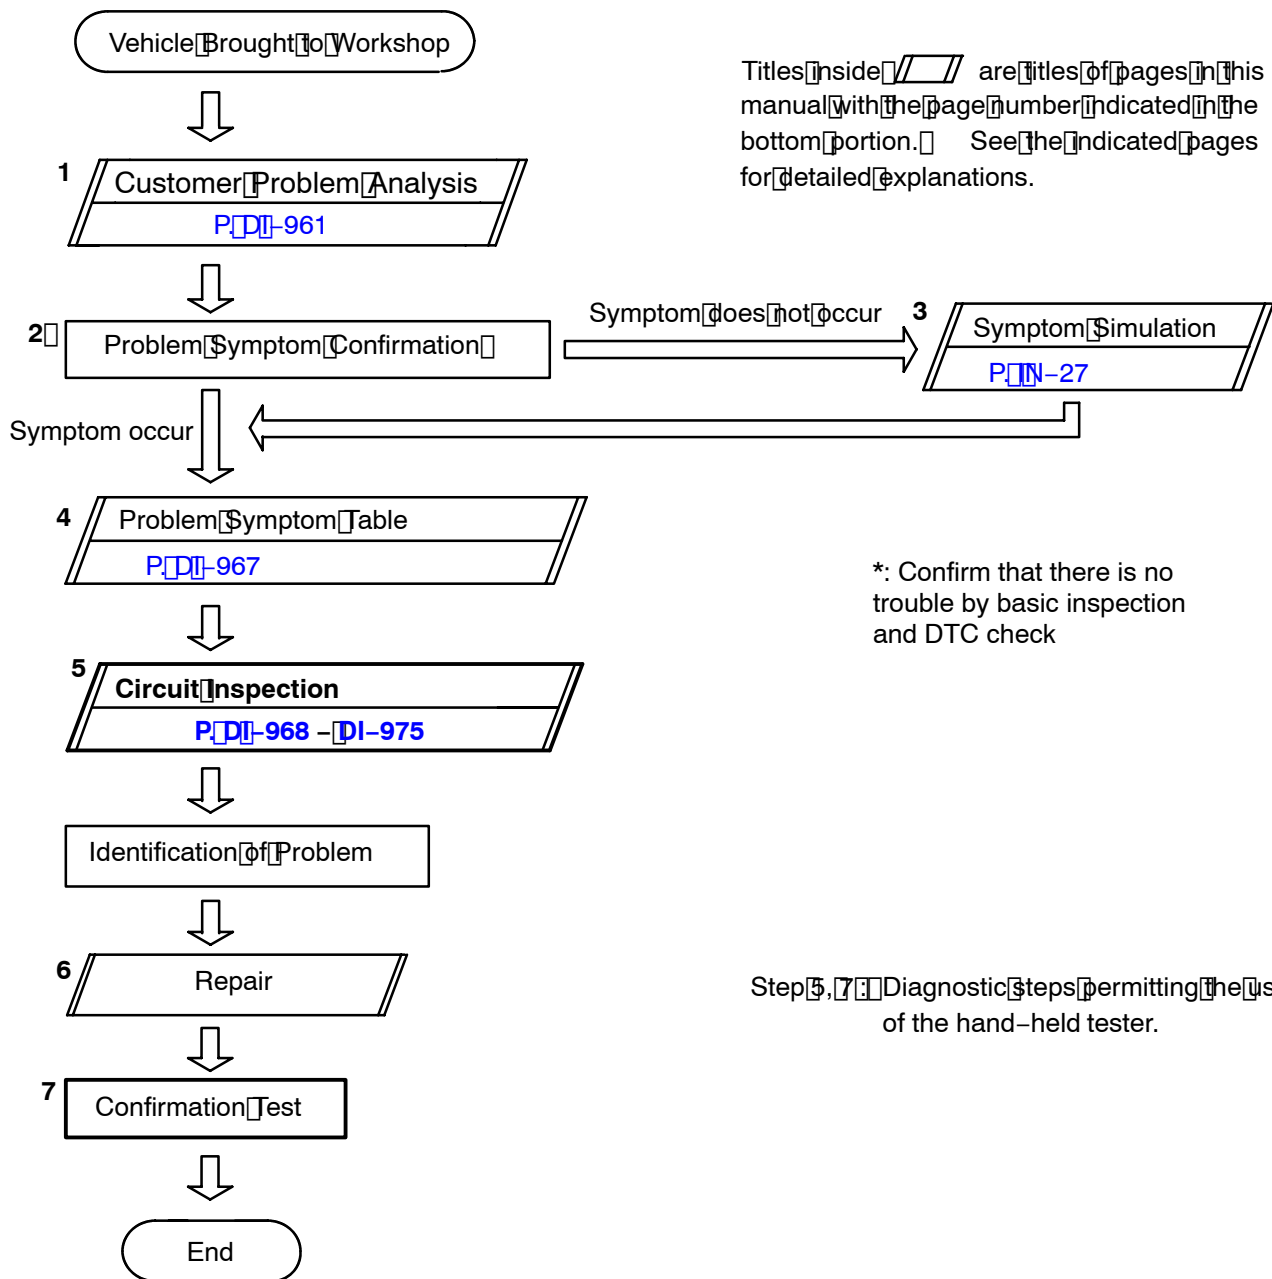 Vehicle Brought to Workshop
Titles inside are titles of pages in this
manual with the page number indicated in the
bottom portion. See the indicated pages
for detailed explanations.
1
Customer Problem Analysis
P. DI–961
2
Problem Symptom Confirmation
Symptom does not occur
3
Symptom Simulation
P. IN–27
Symptom occur
4
Problem Symptom Table
P. DI–967
*: Confirm that there is no
trouble by basic inspection
and DTC check
5
Circuit Inspection
P. DI–968 – DI–975
Identification of Problem
6
Repair
Step 5, 7 : Diagnostic steps permitting the us
of the hand–held tester.
7
Confirmation Test
End